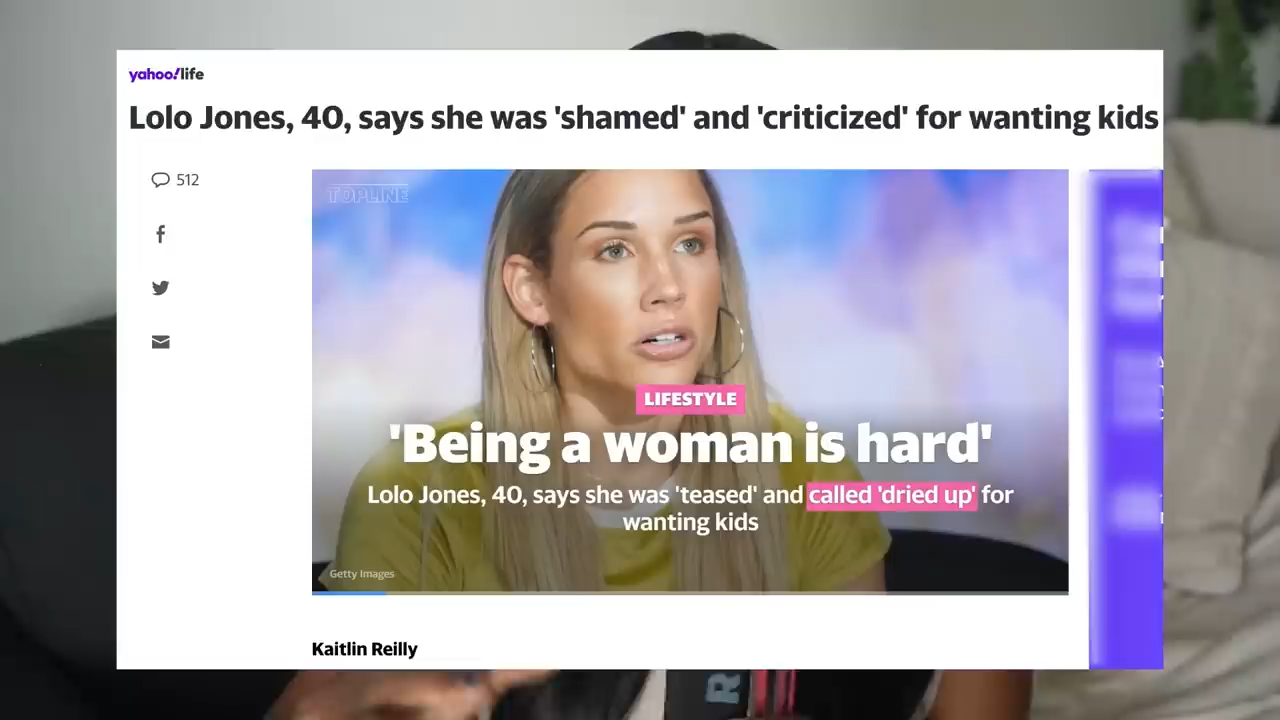 yahoo!life
Lolo Jones, 40, says she was 'shamed' and 'criticized' for wanting kids
512
TOPLINE
LIFESTYLE
'Being a woman is hard'
Lolo Jones, 40, says she was 'teased' and called 'dried up' for
wanting kids
Getty Images
Kaitlin Reilly
R